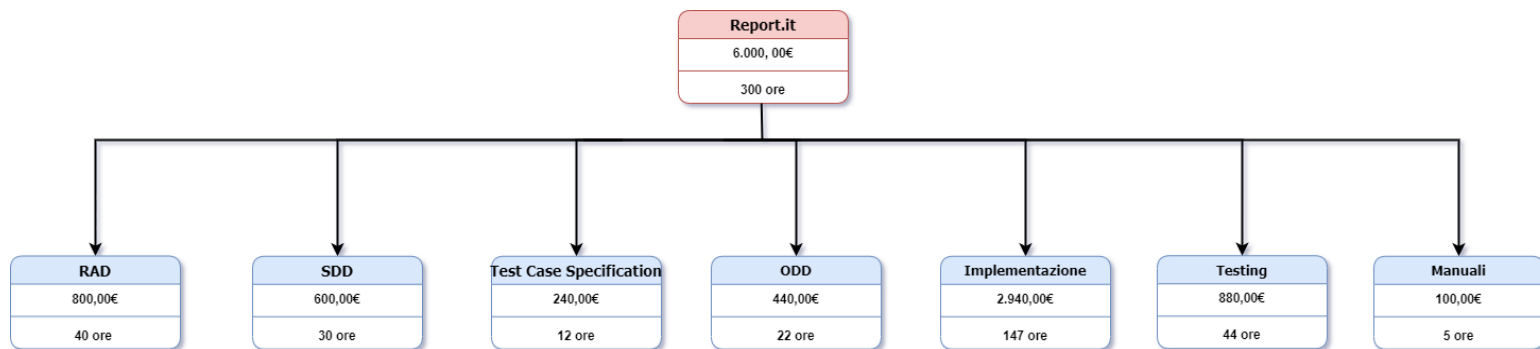 Report.it
6.000, 00€
300 ore
RAD
800,00€
40 ore
SDD
600,00€
30 ore
Test Case Specification
240,00€
12 ore
ODD
440,00€
22 ore
Implementazione
2.940,00€
147 ore
Testing
880,00€
44 ore
Manuali
100,00€
5 ore